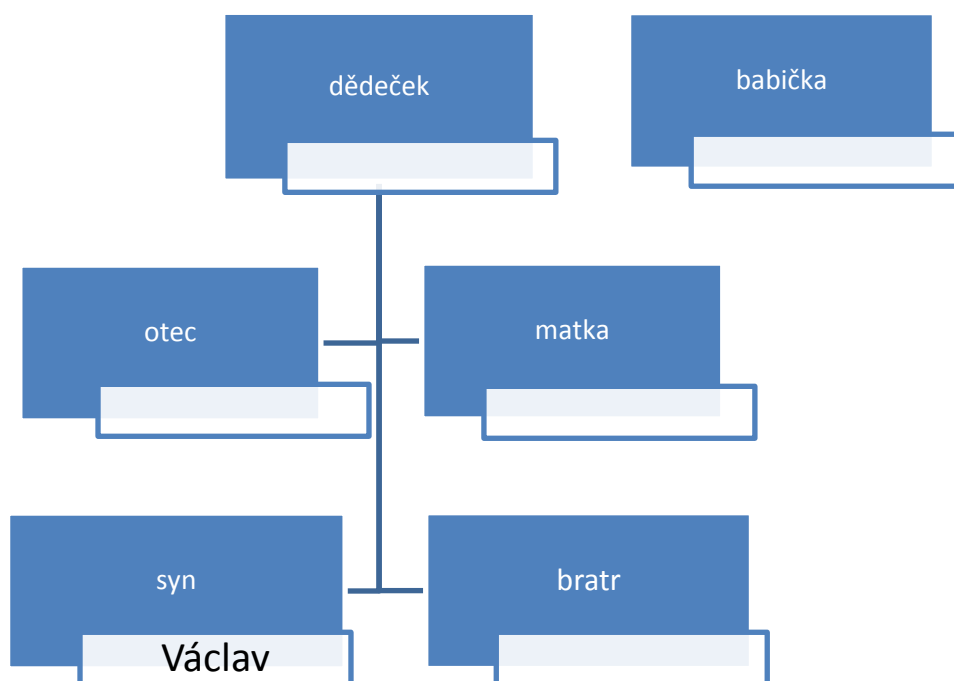 dědeček
babička
otec
matka
syn
bratr
Václav